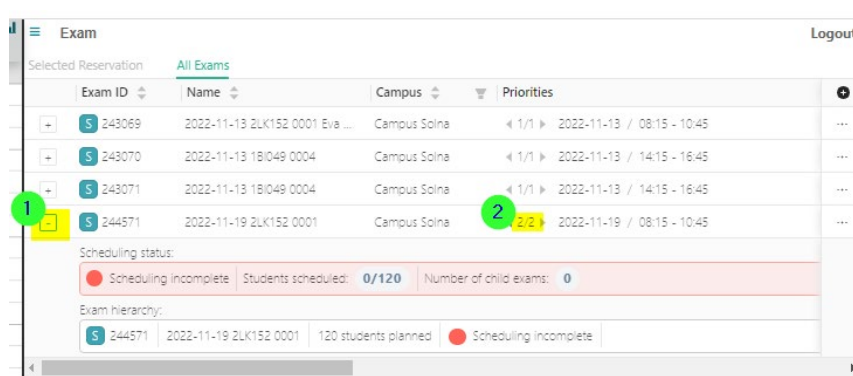 Exam Logout
Selected Reservation All Exams
Exam ID Name Campus Priorities
+ S 243069 2022-11-13 2LK152 0001 Eva ... Campus Solna 1/1 2022-11-13 / 08:15 - 10:45 ...
+ S 243070 2022-11-13 1BI049 0004 Campus Solna 1/1 2022-11-13 / 14:15 - 16:45 ...
+ S 243071 2022-11-13 1BI049 0004 Campus Solna 1/1 2022-11-13 / 14:15 - 16:45 ...
1 - S 244571 2022-11-19 2LK152 0001 Campus Solna 2 2/2 2022-11-19 / 08:15 - 10:45 ...
Scheduling status:
Scheduling incomplete Students scheduled: 0/120 Number of child exams: 0
Exam hierarchy:
S 244571 2022-11-19 2LK152 0001 120 students planned Scheduling incomplete